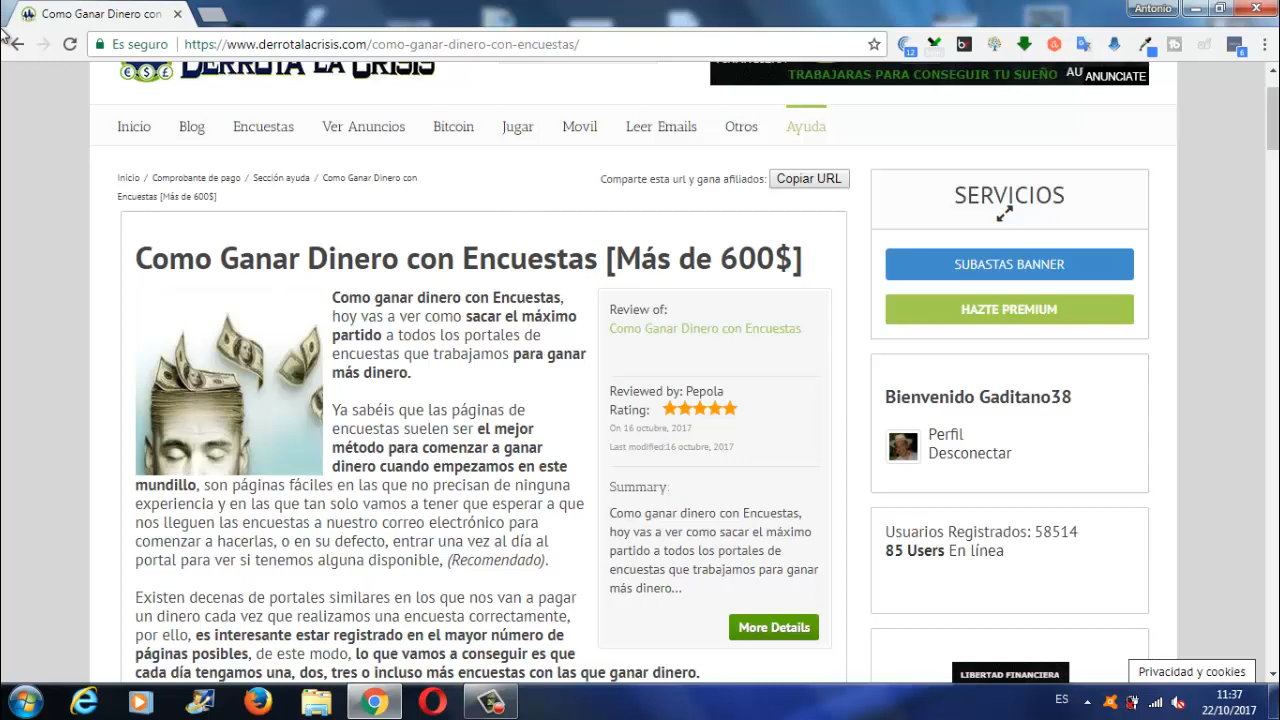 Como Ganar Dinero con
Antonio
Es seguro
https://www.derrotalacrisis.com/como-ganar-dinero-con-encuestas/
12
6
DERROTA LA CRISIS
TRABAJARAS PARA CONSEGUIR TU SUEÑO
AU
ANUNCIATE
Inicio
Blog
Encuestas
Ver Anuncios
Bitcoin
Jugar
Movil
Leer Emails
Otros
Ayuda
Inicio / Comprobante de pago / Sección ayuda / Como Ganar Dinero con
Encuestas [Más de 600$]
Comparte esta url y gana afiliados:
Copiar URL
Como Ganar Dinero con Encuestas [Más de 600$]
Como ganar dinero con Encuestas,
hoy vas a ver como sacar el máximo
partido a todos los portales de
encuestas que trabajamos para ganar
más dinero.
Ya sabéis que las páginas de
encuestas suelen ser el mejor
método para comenzar a ganar
dinero cuando empezamos en este
mundillo, son páginas fáciles en las que no precisan de ninguna
experiencia y en las que tan solo vamos a tener que esperar a que
nos lleguen las encuestas a nuestro correo electrónico para
comenzar a hacerlas, o en su defecto, entrar una vez al día al
portal para ver si tenemos alguna disponible, (Recomendado).
Existen decenas de portales similares en los que nos van a pagar
un dinero cada vez que realizamos una encuesta correctamente,
por ello, es interesante estar registrado en el mayor número de
páginas posibles, de este modo, lo que vamos a conseguir es que
cada día tengamos una, dos, tres o incluso más encuestas con las que ganar dinero.
Review of:
Como Ganar Dinero con Encuestas
Reviewed by: Pepola
Rating:
On 16 octubre, 2017
Last modified:16 octubre, 2017
Summary:
Como ganar dinero con Encuestas,
hoy vas a ver como sacar el máximo
partido a todos los portales de
encuestas que trabajamos para ganar
más dinero...
More Details
SERVICIOS
SUBASTAS BANNER
HAZTE PREMIUM
Bienvenido Gaditano38
Perfil
Desconectar
Usuarios Registrados: 58514
85 Users En línea
LIBERTAD FINANCIERA
Privacidad y cookies
ES
11:37
22/10/2017